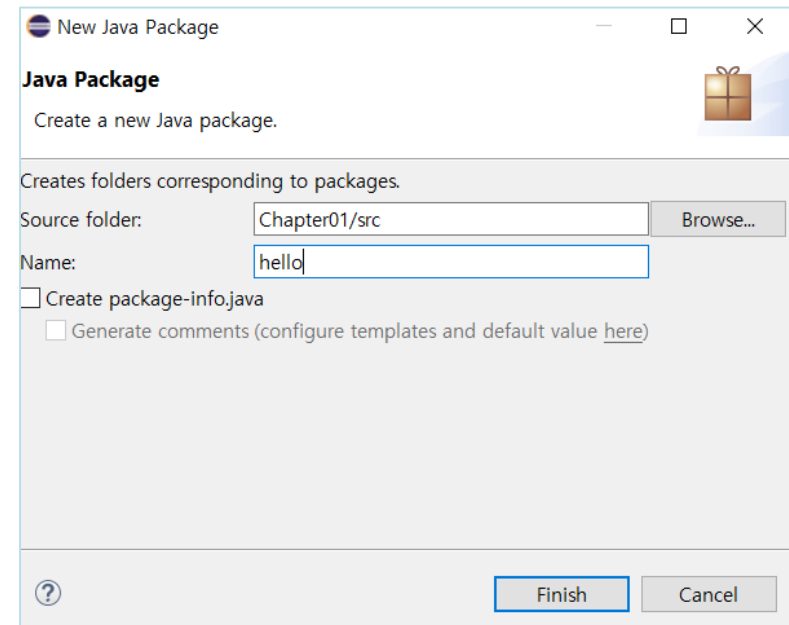 New Java Package
Java Package
Create a new Java package.
Creates folders corresponding to packages.
Source folder: Chapter01/src Browse...
Name: hello
Create package-info.java
Generate comments (configure templates and default value here)
? Finish Cancel